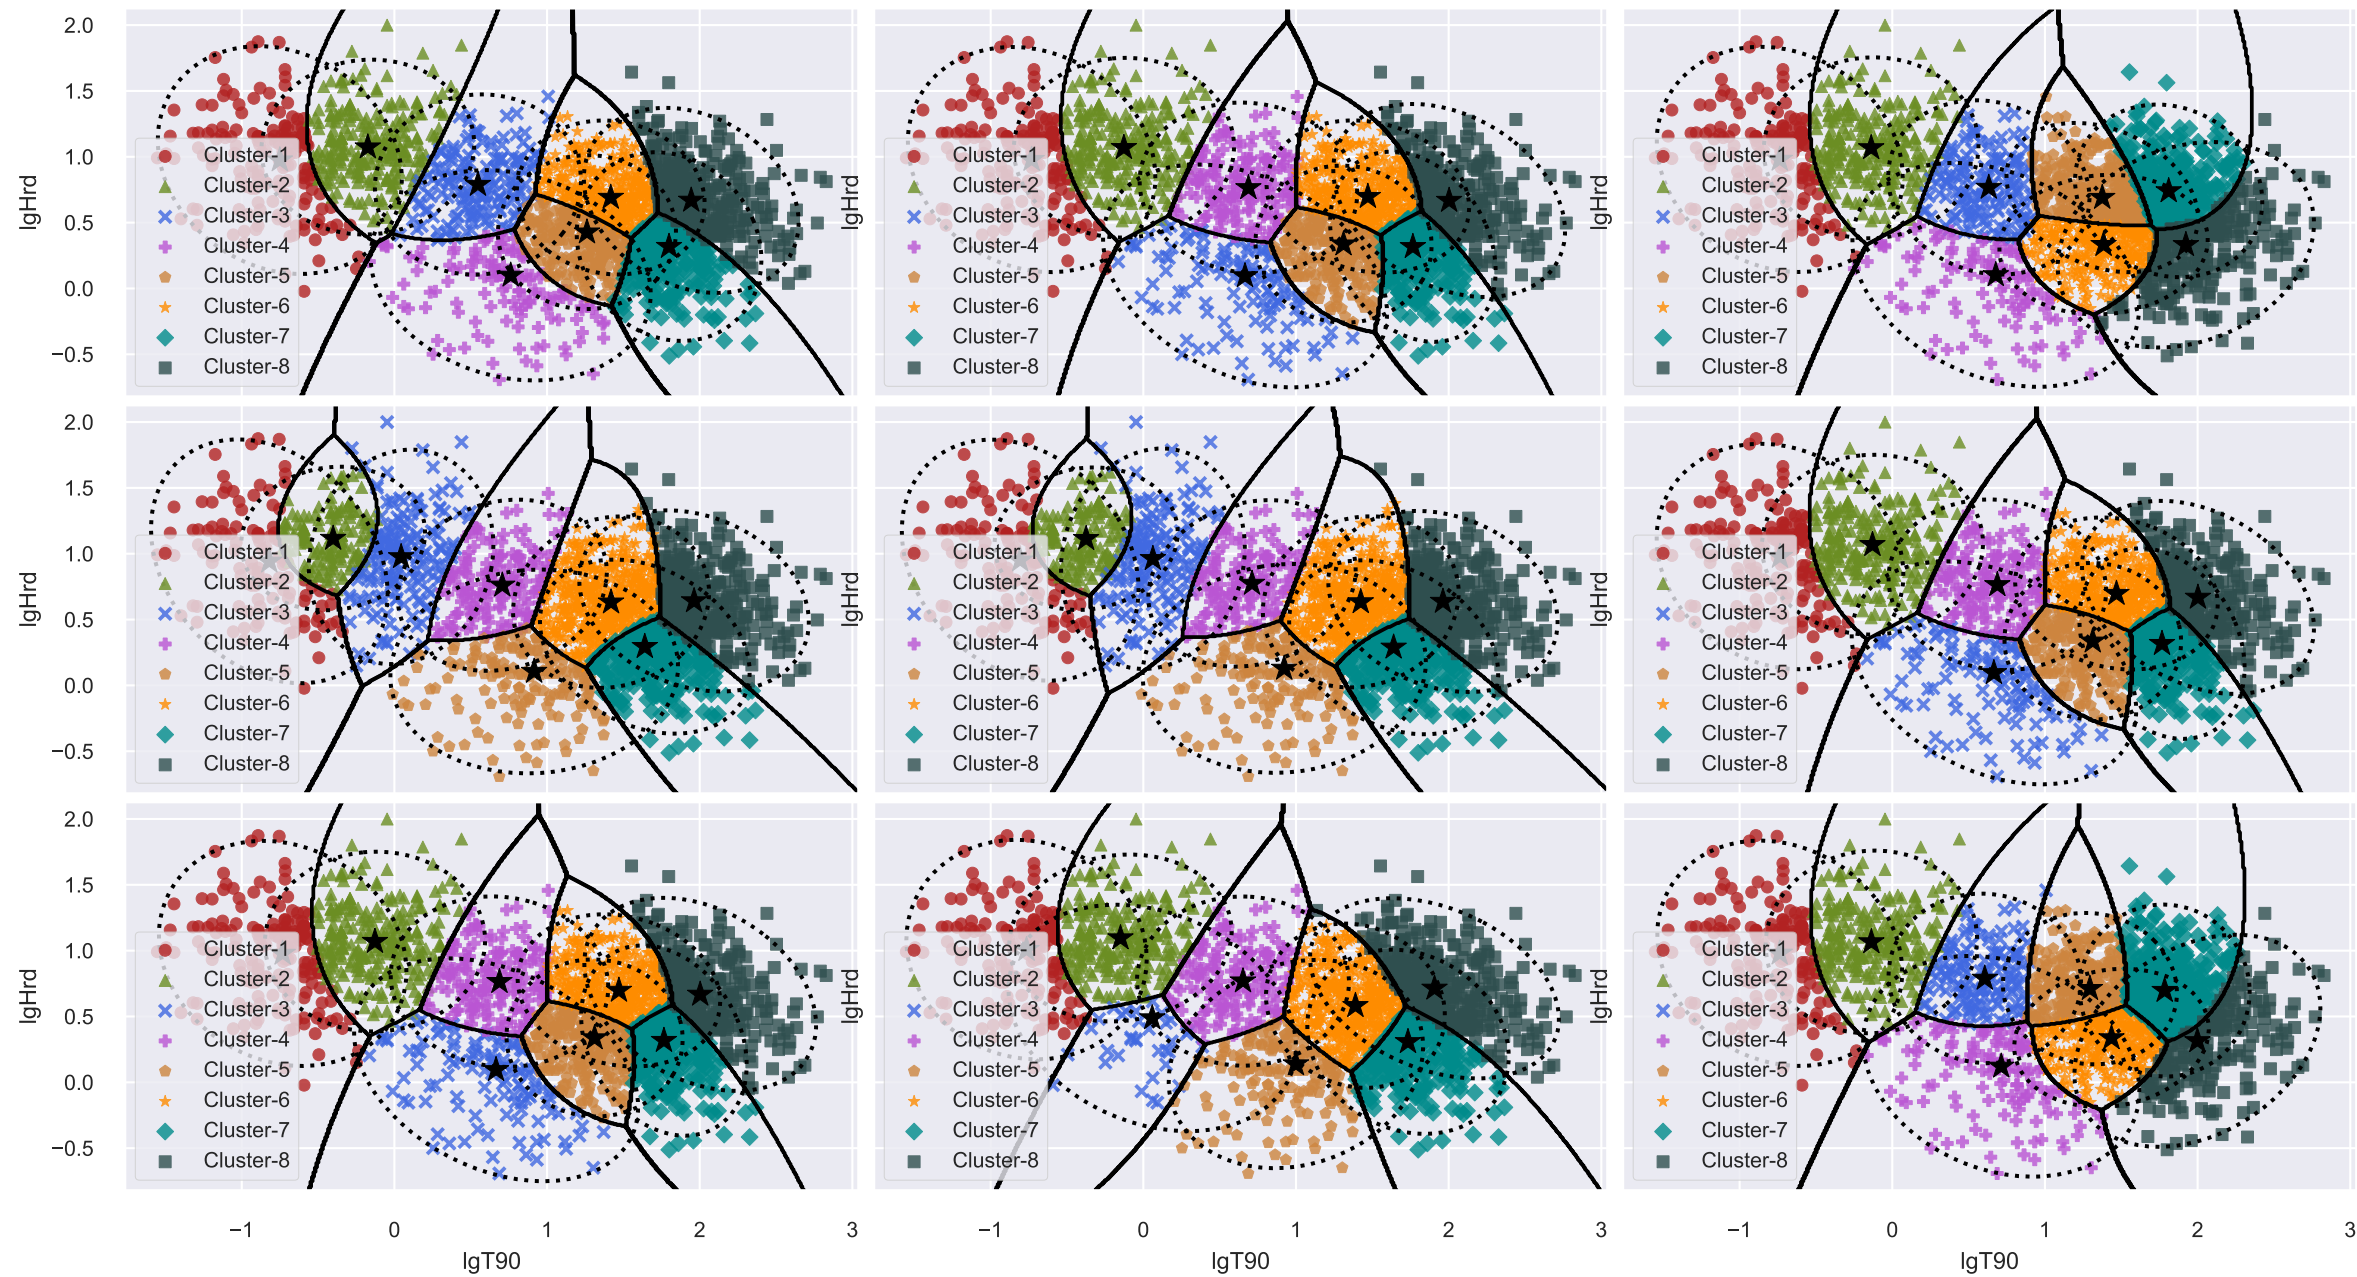 2.0
1.5
1.0
0.5
0.0
−0.5
lgHrd
Cluster-1
Cluster-2
Cluster-3
Cluster-4
Cluster-5
Cluster-6
Cluster-7
Cluster-8
lgHrd
Cluster-1
Cluster-2
Cluster-3
Cluster-4
Cluster-5
Cluster-6
Cluster-7
Cluster-8
lgHrd
Cluster-1
Cluster-2
Cluster-3
Cluster-4
Cluster-5
Cluster-6
Cluster-7
Cluster-8
2.0
1.5
1.0
0.5
0.0
−0.5
lgHrd
Cluster-1
Cluster-2
Cluster-3
Cluster-4
Cluster-5
Cluster-6
Cluster-7
Cluster-8
lgHrd
Cluster-1
Cluster-2
Cluster-3
Cluster-4
Cluster-5
Cluster-6
Cluster-7
Cluster-8
lgHrd
Cluster-1
Cluster-2
Cluster-3
Cluster-4
Cluster-5
Cluster-6
Cluster-7
Cluster-8
2.0
1.5
1.0
0.5
0.0
−0.5
lgHrd
Cluster-1
Cluster-2
Cluster-3
Cluster-4
Cluster-5
Cluster-6
Cluster-7
Cluster-8
lgHrd
Cluster-1
Cluster-2
Cluster-3
Cluster-4
Cluster-5
Cluster-6
Cluster-7
Cluster-8
lgHrd
Cluster-1
Cluster-2
Cluster-3
Cluster-4
Cluster-5
Cluster-6
Cluster-7
Cluster-8
−1 0 1 2 3 −1 0 1 2 3 −1 0 1 2 3
lgT90 lgT90 lgT90